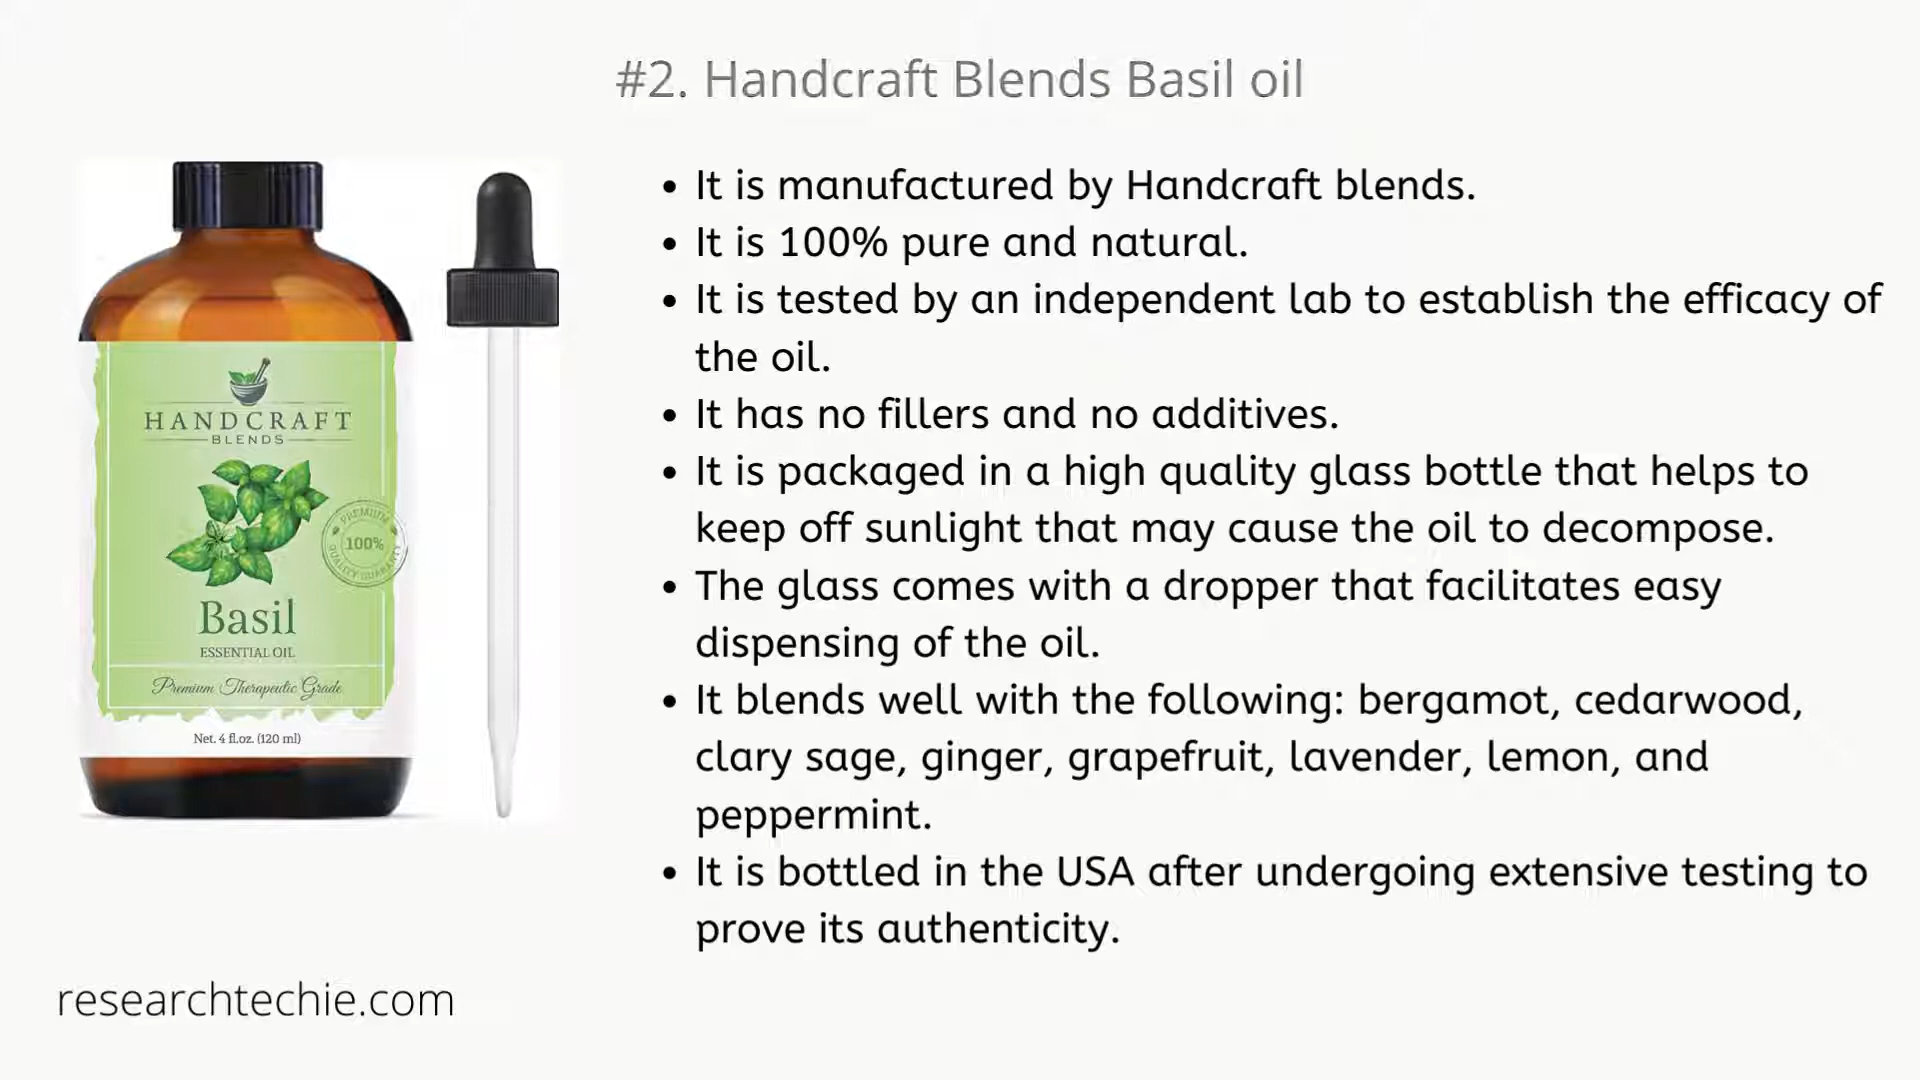 #2. Handcraft Blends Basil oil
HANDCRAFT
BLENDS
PREMIUM
100%
QUALITY GUARANTEE
Basil
ESSENTIAL OIL
Premium Therapeutic Grade
Net. 4 fl.oz. (120 ml)
• It is manufactured by Handcraft blends.
• It is 100% pure and natural.
• It is tested by an independent lab to establish the efficacy of
the oil.
• It has no fillers and no additives.
• It is packaged in a high quality glass bottle that helps to
keep off sunlight that may cause the oil to decompose.
• The glass comes with a dropper that facilitates easy
dispensing of the oil.
• It blends well with the following: bergamot, cedarwood,
clary sage, ginger, grapefruit, lavender, lemon, and
peppermint.
• It is bottled in the USA after undergoing extensive testing to
prove its authenticity.
researchtechie.com